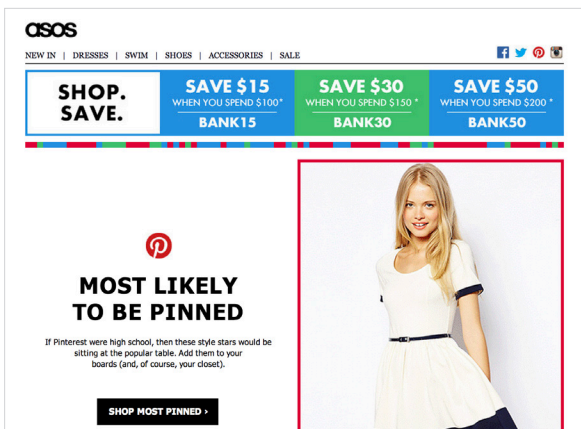 asos
NEW IN | DRESSES | SWIM | SHOES | ACCESSORIES | SALE
SHOP.
SAVE.
SAVE $15
WHEN YOU SPEND $100*
BANK15
SAVE $30
WHEN YOU SPEND $150 *
BANK30
SAVE $50
WHEN YOU SPEND $200 *
BANK50
MOST LIKELY
TO BE PINNED
If Pinterest were high school, then these style stars would be
sitting at the popular table. Add them to your
boards (and, of course, your closet).
SHOP MOST PINNED ›